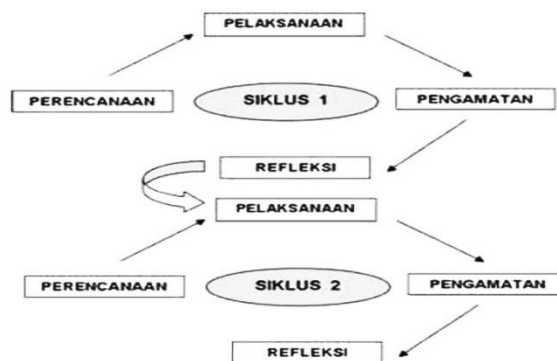 PELAKSANAAN
PERENCANAAN
SIKLUS 1
PENGAMATAN
REFLEKSI
PELAKSANAAN
PERENCANAAN
SIKLUS 2
PENGAMATAN
REFLEKSI